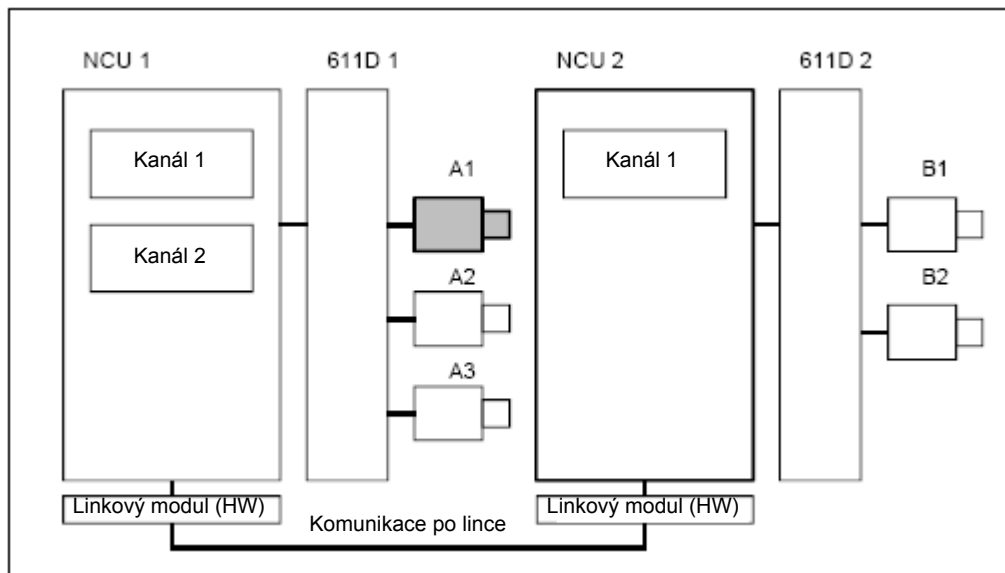 NCU 1
611D 1
NCU 2
611D 2
Kanál 1
Kanál 2
A1
A2
A3
Kanál 1
B1
B2
Linkový modul (HW)
Komunikace po lince
Linkový modul (HW)